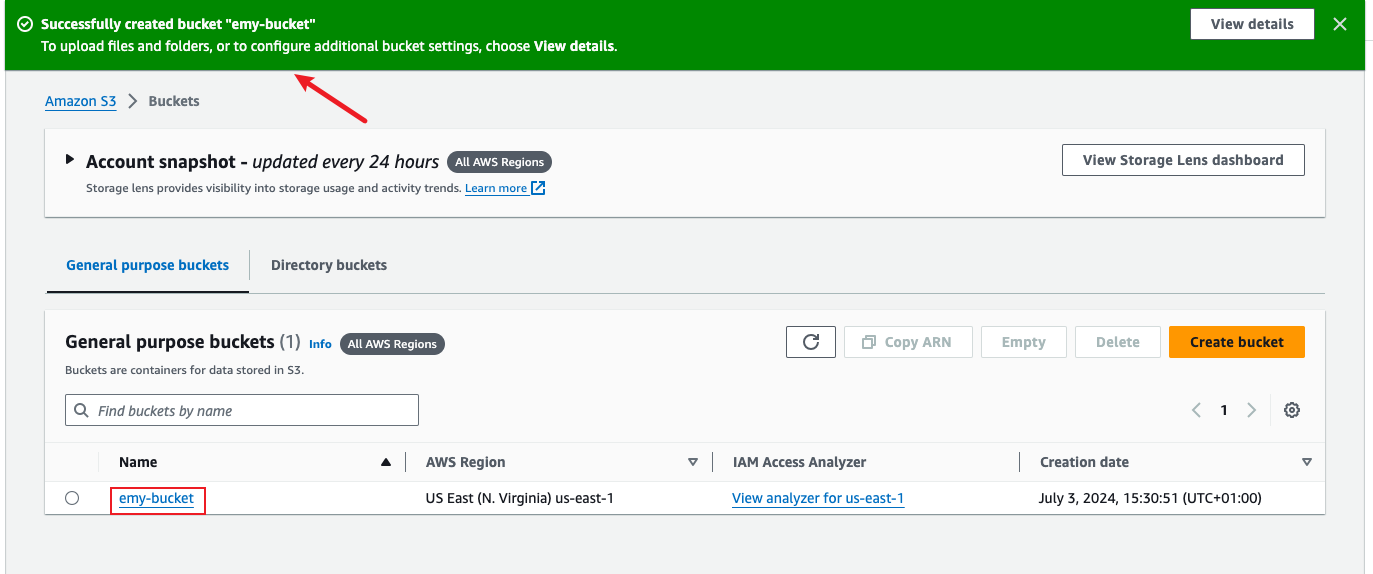 Successfully created bucket "emy-bucket"
View details
To upload files and folders, or to configure additional bucket settings, choose View details.
Amazon S3 Buckets
Account snapshot - updated every 24 hours All AWS Regions
View Storage Lens dashboard
Storage lens provides visibility into storage usage and activity trends. Learn more
General purpose buckets Directory buckets
General purpose buckets (1) Info All AWS Regions
Copy ARN Empty Delete Create bucket
Buckets are containers for data stored in S3.
Find buckets by name
1
Name AWS Region IAM Access Analyzer Creation date
emy-bucket US East (N. Virginia) us-east-1 View analyzer for us-east-1 July 3, 2024, 15:30:51 (UTC+01:00)